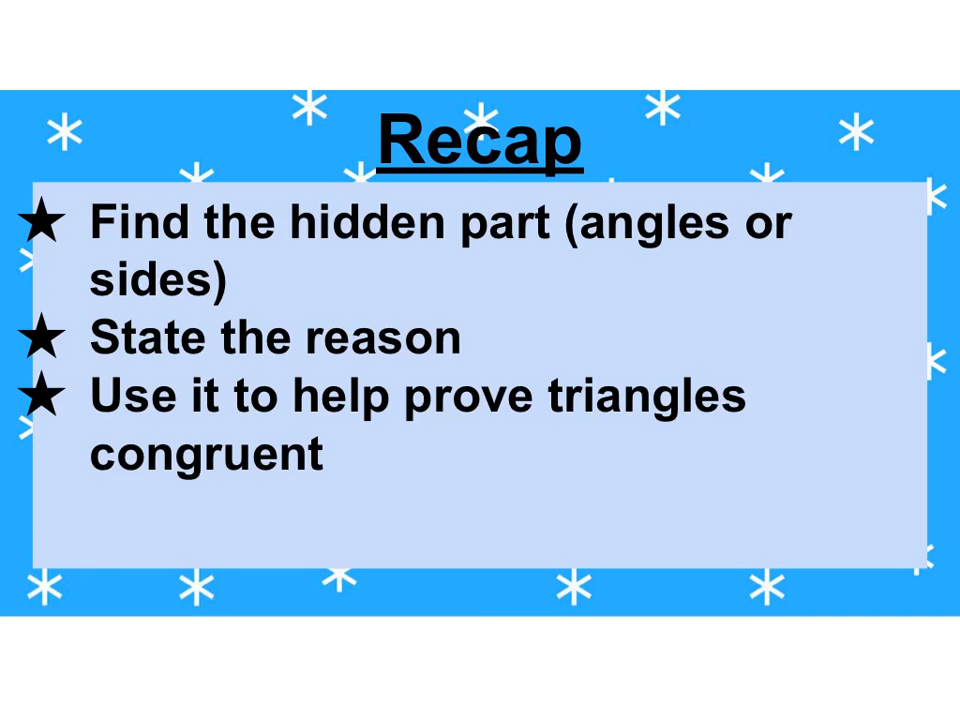 Recap
★ Find the hidden part (angles or
sides)
★ State the reason
★ Use it to help prove triangles
congruent